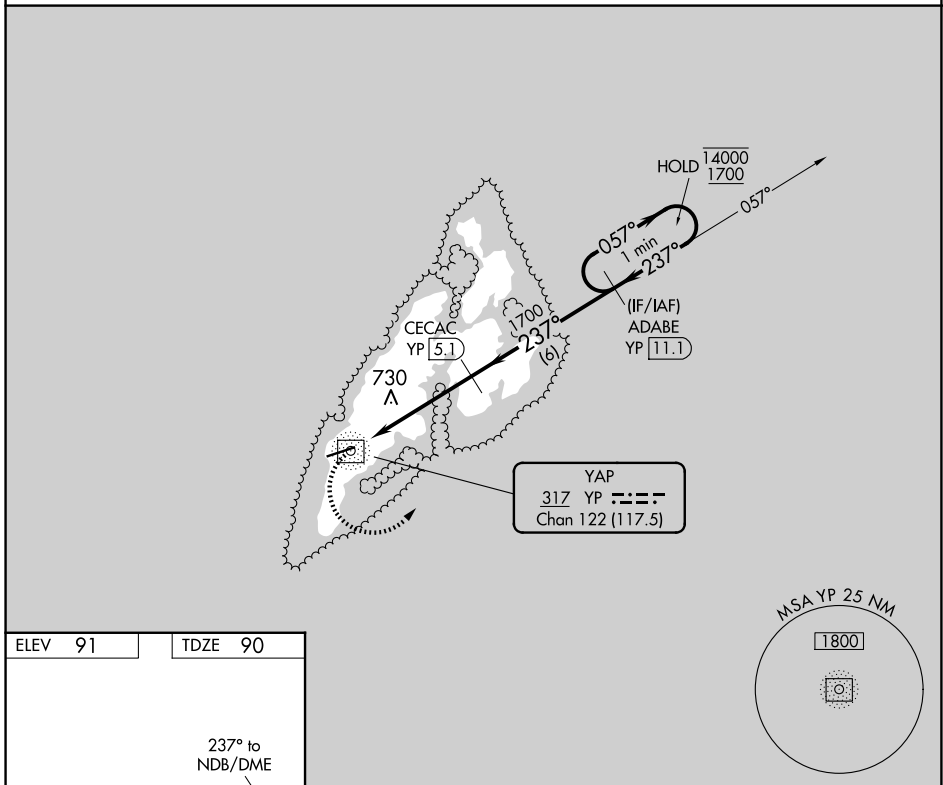 HOLD 14000
1700
057°
057°
1 min
237°
(IF/IAF)
ADABE
YP 11.1
1700
237°
(6)
CECAC
YP 5.1
730
YAP
317 YP
Chan 122 (117.5)
MSA YP 25 NM
1800
ELEV 91
TDZE 90
237° to
NDB/DME